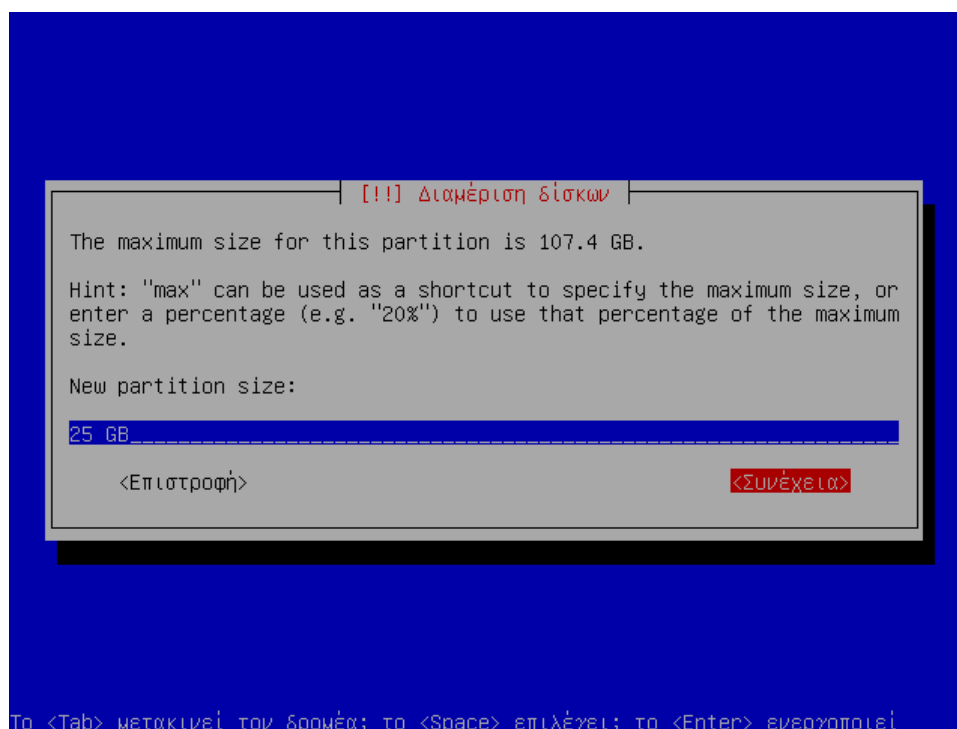 [!!] Διαμέριση δίσκων
The maximum size for this partition is 107.4 GB.
Hint: "max" can be used as a shortcut to specify the maximum size, or
enter a percentage (e.g. "20%") to use that percentage of the maximum
size.
New partition size:
25 GB
<Επιστροφή> <Συνέχεια>
Το <Tab> μετακινεί τον δρομέα; το <Space> επιλέγει; το <Enter> ενεργοποιεί